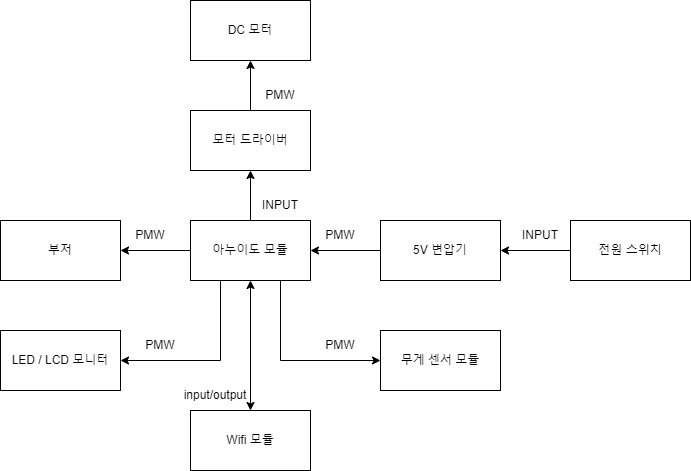 DC 모터
PMW
모터 드라이버
INPUT
부저
PMW
아누이도 모듈
PMW
5V 변압기
INPUT
전원 스위치
LED / LCD 모니터
PMW
PMW
무게 센서 모듈
input/output
Wifi 모듈